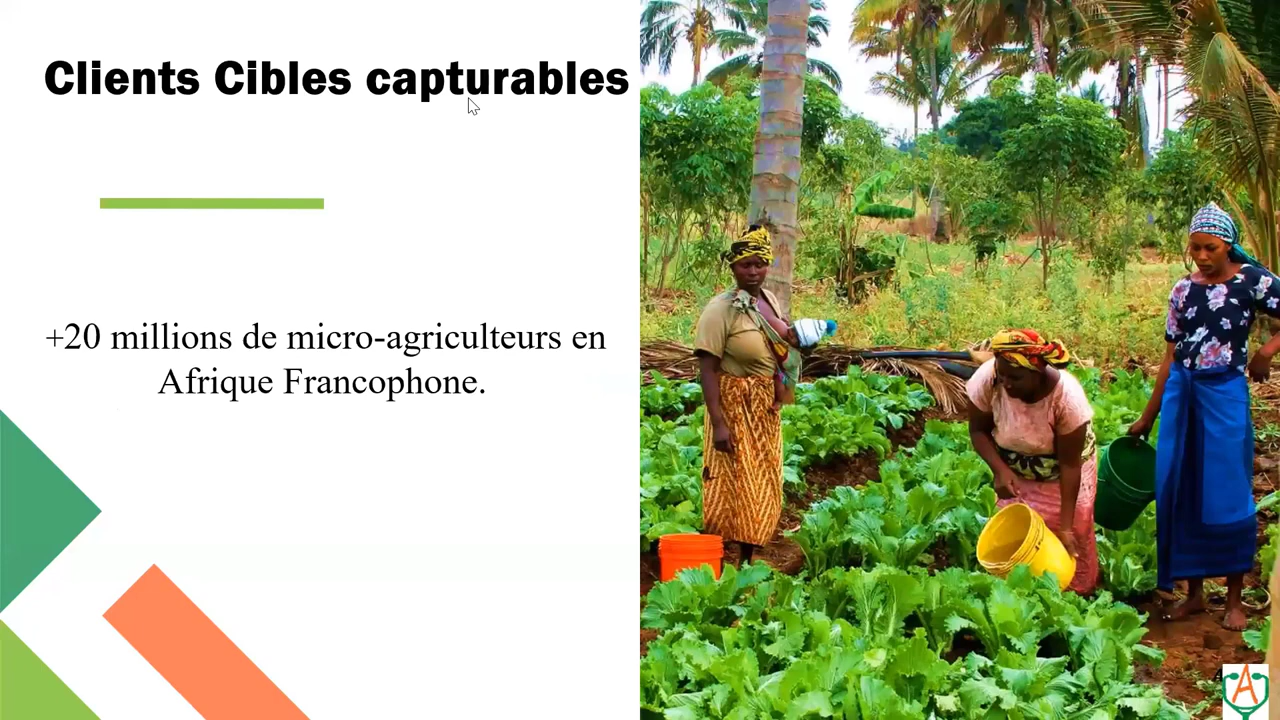 Clients Cibles capturables
+20 millions de micro-agriculteurs en
Afrique Francophone.
A